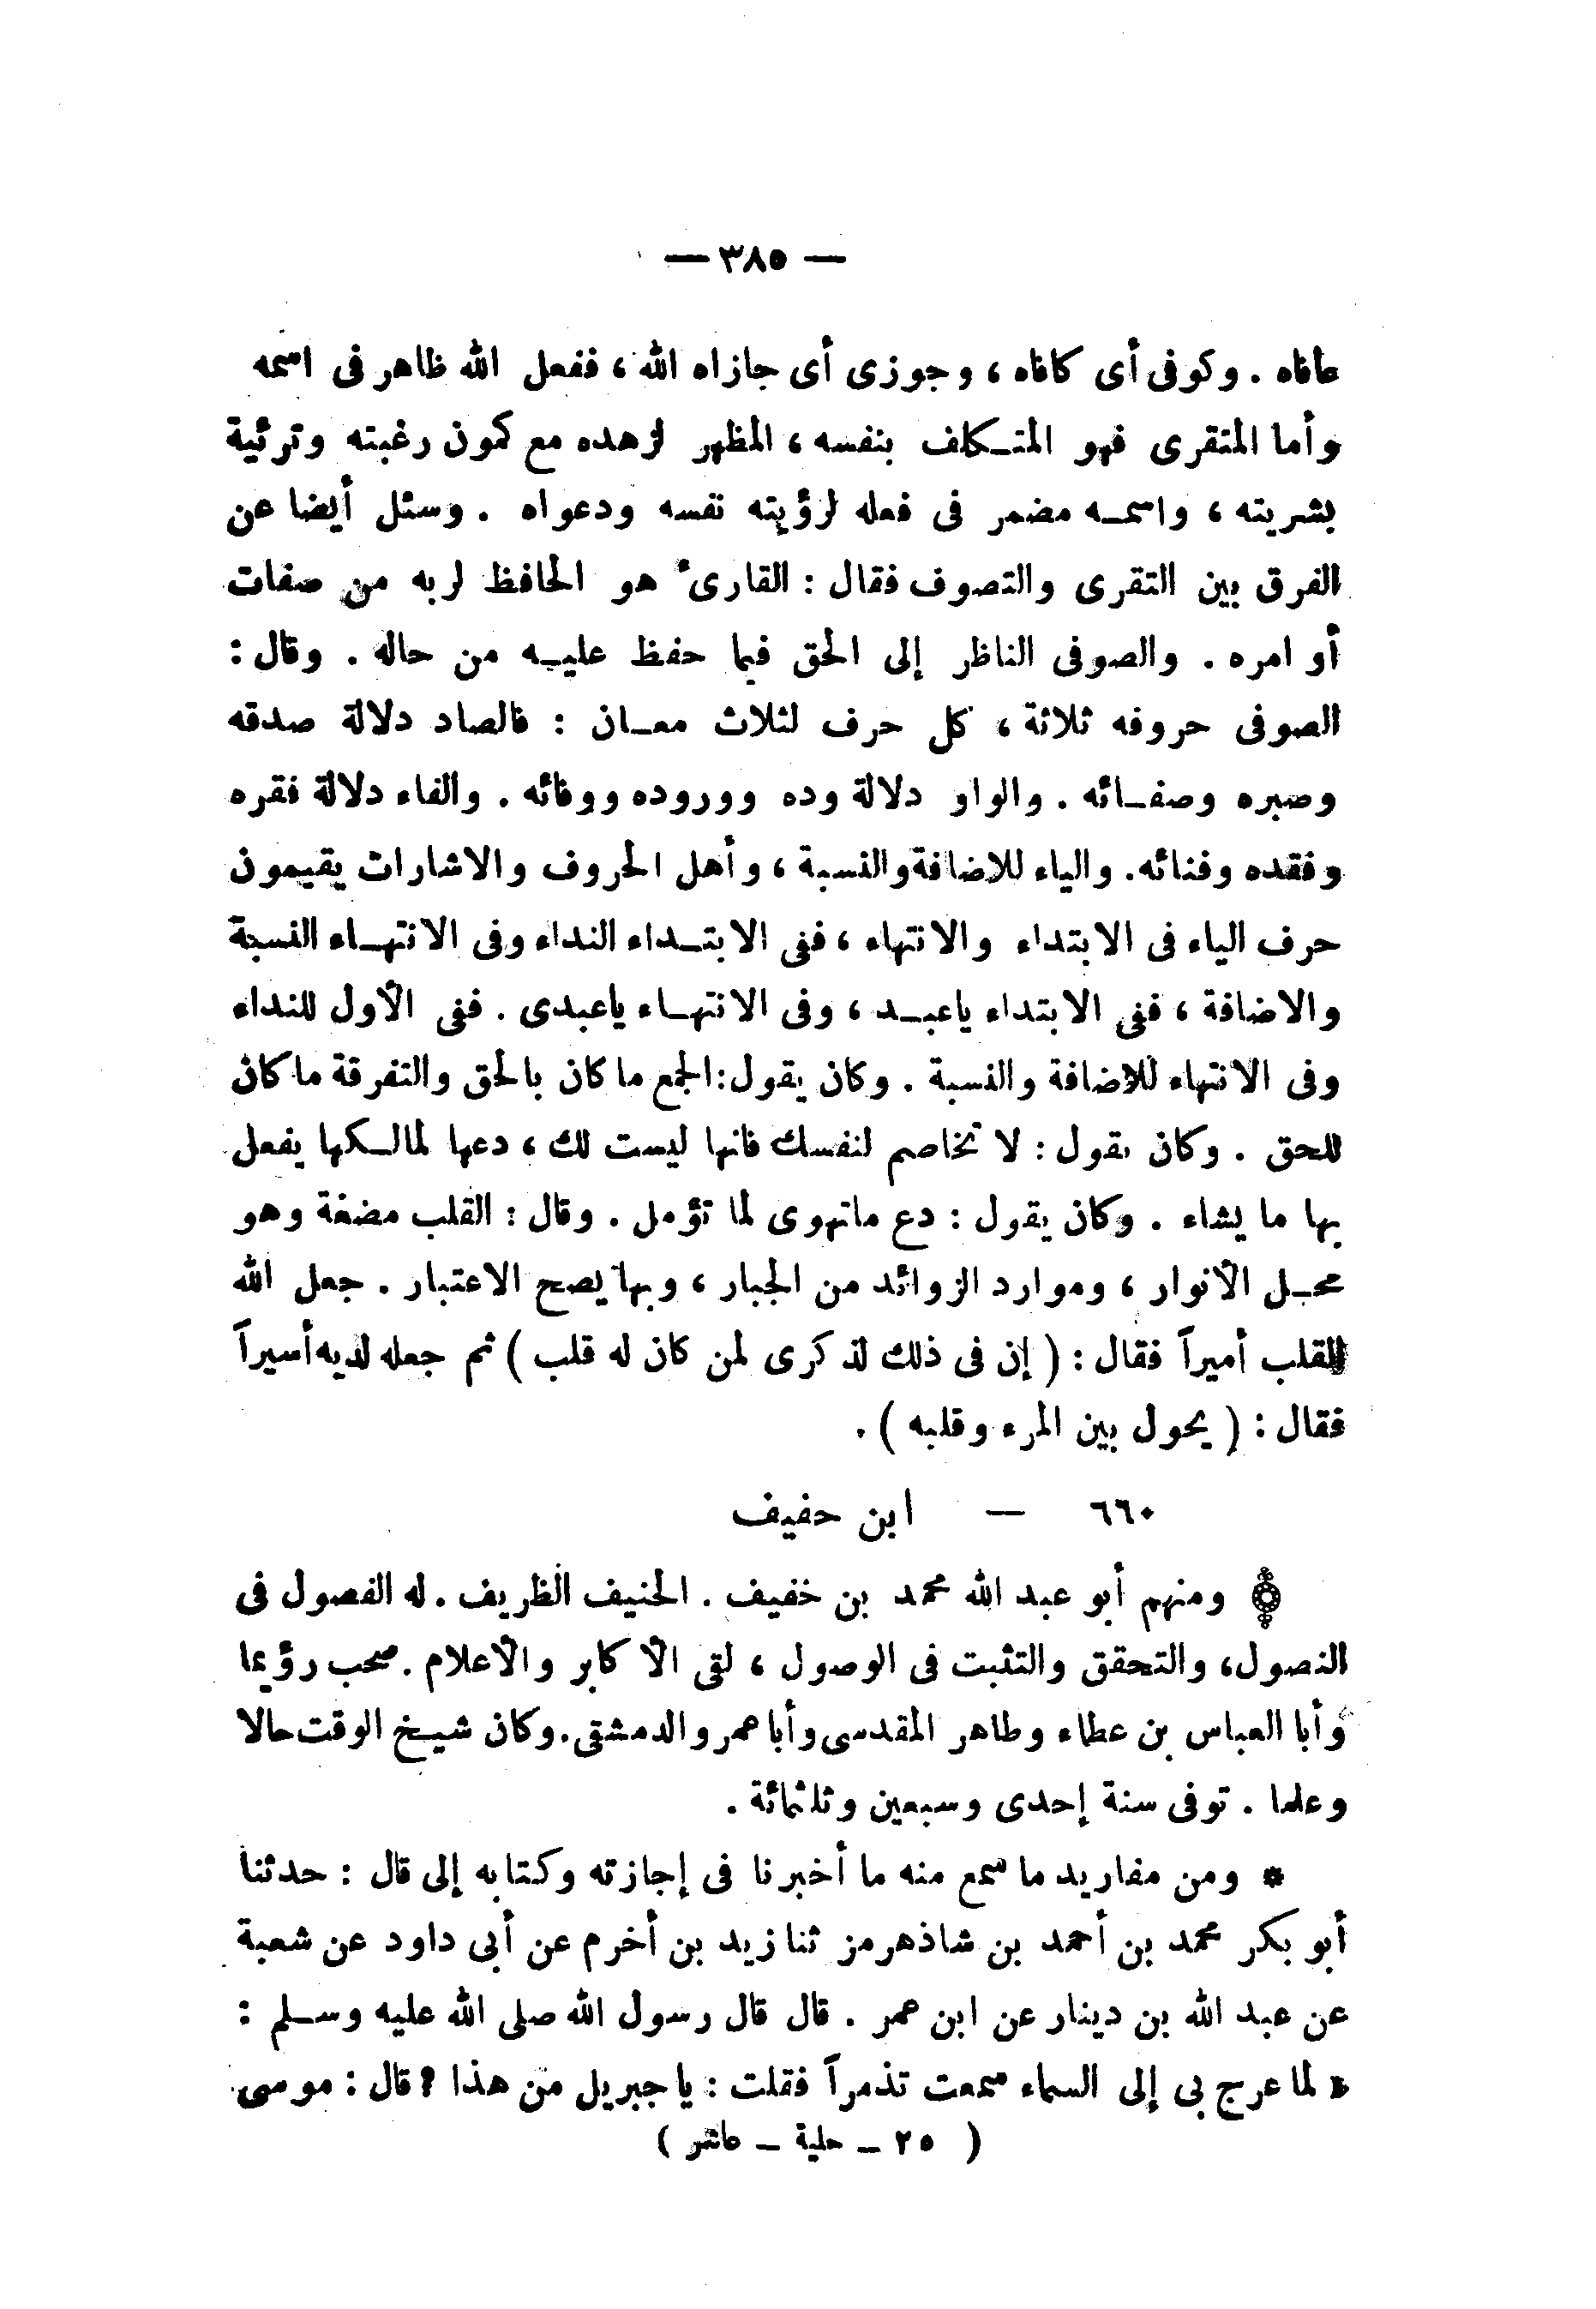 — ٣٨٥ —
عافاه . وكوفى أى كافاه ، وجوزى أى جازاه الله ، ففعل الله ظاهر فى اسمه
وأما المتقرى فهو المتكلف بنفسه ، المظهر لزهده مع كمون رغبته وترئية
بشريته ، واسمه مضمر فى فعله لرؤيته نفسه ودعواه . وسئل أيضا عن
الفرق بين التقرى والتصوف فقال : القارىء هو الحافظ لربه من صفات
أوامره . والصوفى الناظر إلى الحق فيما حفظ عليه من حاله . وقال :
الصوفى حروفه ثلاثة ، كل حرف لثلاث معان : فالصاد دلالة صدقه
وصبره وصفائه . والواو دلالة وده ووروده ووفائه . والفاء دلالة فقره
وفقده وفنائه . والياء للاضافة والنسبة ، وأهل الحروف والاشارات يقيمون
حرف الياء فى الابتداء والانتهاء ، ففى الابتداء النداء وفى الانتهاء النسبة
والاضافة ، ففى الابتداء ياعبد ، وفى الانتهاء ياعبدى . ففى الأول للنداء
وفى الانتهاء للاضافة والنسبة . وكان يقول : الجمع ما كان بالحق والتفرقة ما كان
للحق . وكان يقول : لا تخاصم لنفسك فانها ليست لك ، دعها لمالكها يفعل
بها ما يشاء . وكان يقول : دع ماتهوى لما تؤمل . وقال : القلب مضغة وهو
محل الأنوار ، وموارد الزوائد من الجبار ، وبها يصح الاعتبار . جعل الله
القلب أميراً فقال : ( إن فى ذلك لذكرى لمن كان له قلب ) ثم جعله لديه أسيراً
فقال : ( يحول بين المرء وقلبه ) .
٦٦٠ — ابن حفيف
ومنهم أبو عبد الله محمد بن خفيف . الحنيف الظريف . له الفصول فى
النصول ، والتحقق والتثبت فى الوصول ، لقى الأكابر والأعلام . صحب رؤيما
وأبا العباس بن عطاء وطاهر المقدسى وأبا عمرو الدمشقى . وكان شيخ الوقت حالا
وعلما . توفى سنة إحدى وسبعين وثلثمائة .
* ومن مفاريد ما سمع منه ما أخبرنا فى إجازته وكتابه إلى قال : حدثنا
أبو بكر محمد بن أحمد بن شاذهرمز ثنا زيد بن أخرم عن أبى داود عن شعبة
عن عبد الله بن دينار عن ابن عمر . قال قال رسول الله صلى الله عليه وسلم :
« لما عرج بى إلى السماء سمعت تذمراً فقلت : يا جبريل من هذا ؟ قال : موسى
( ٢٥ ــ حلية ــ عاشر )